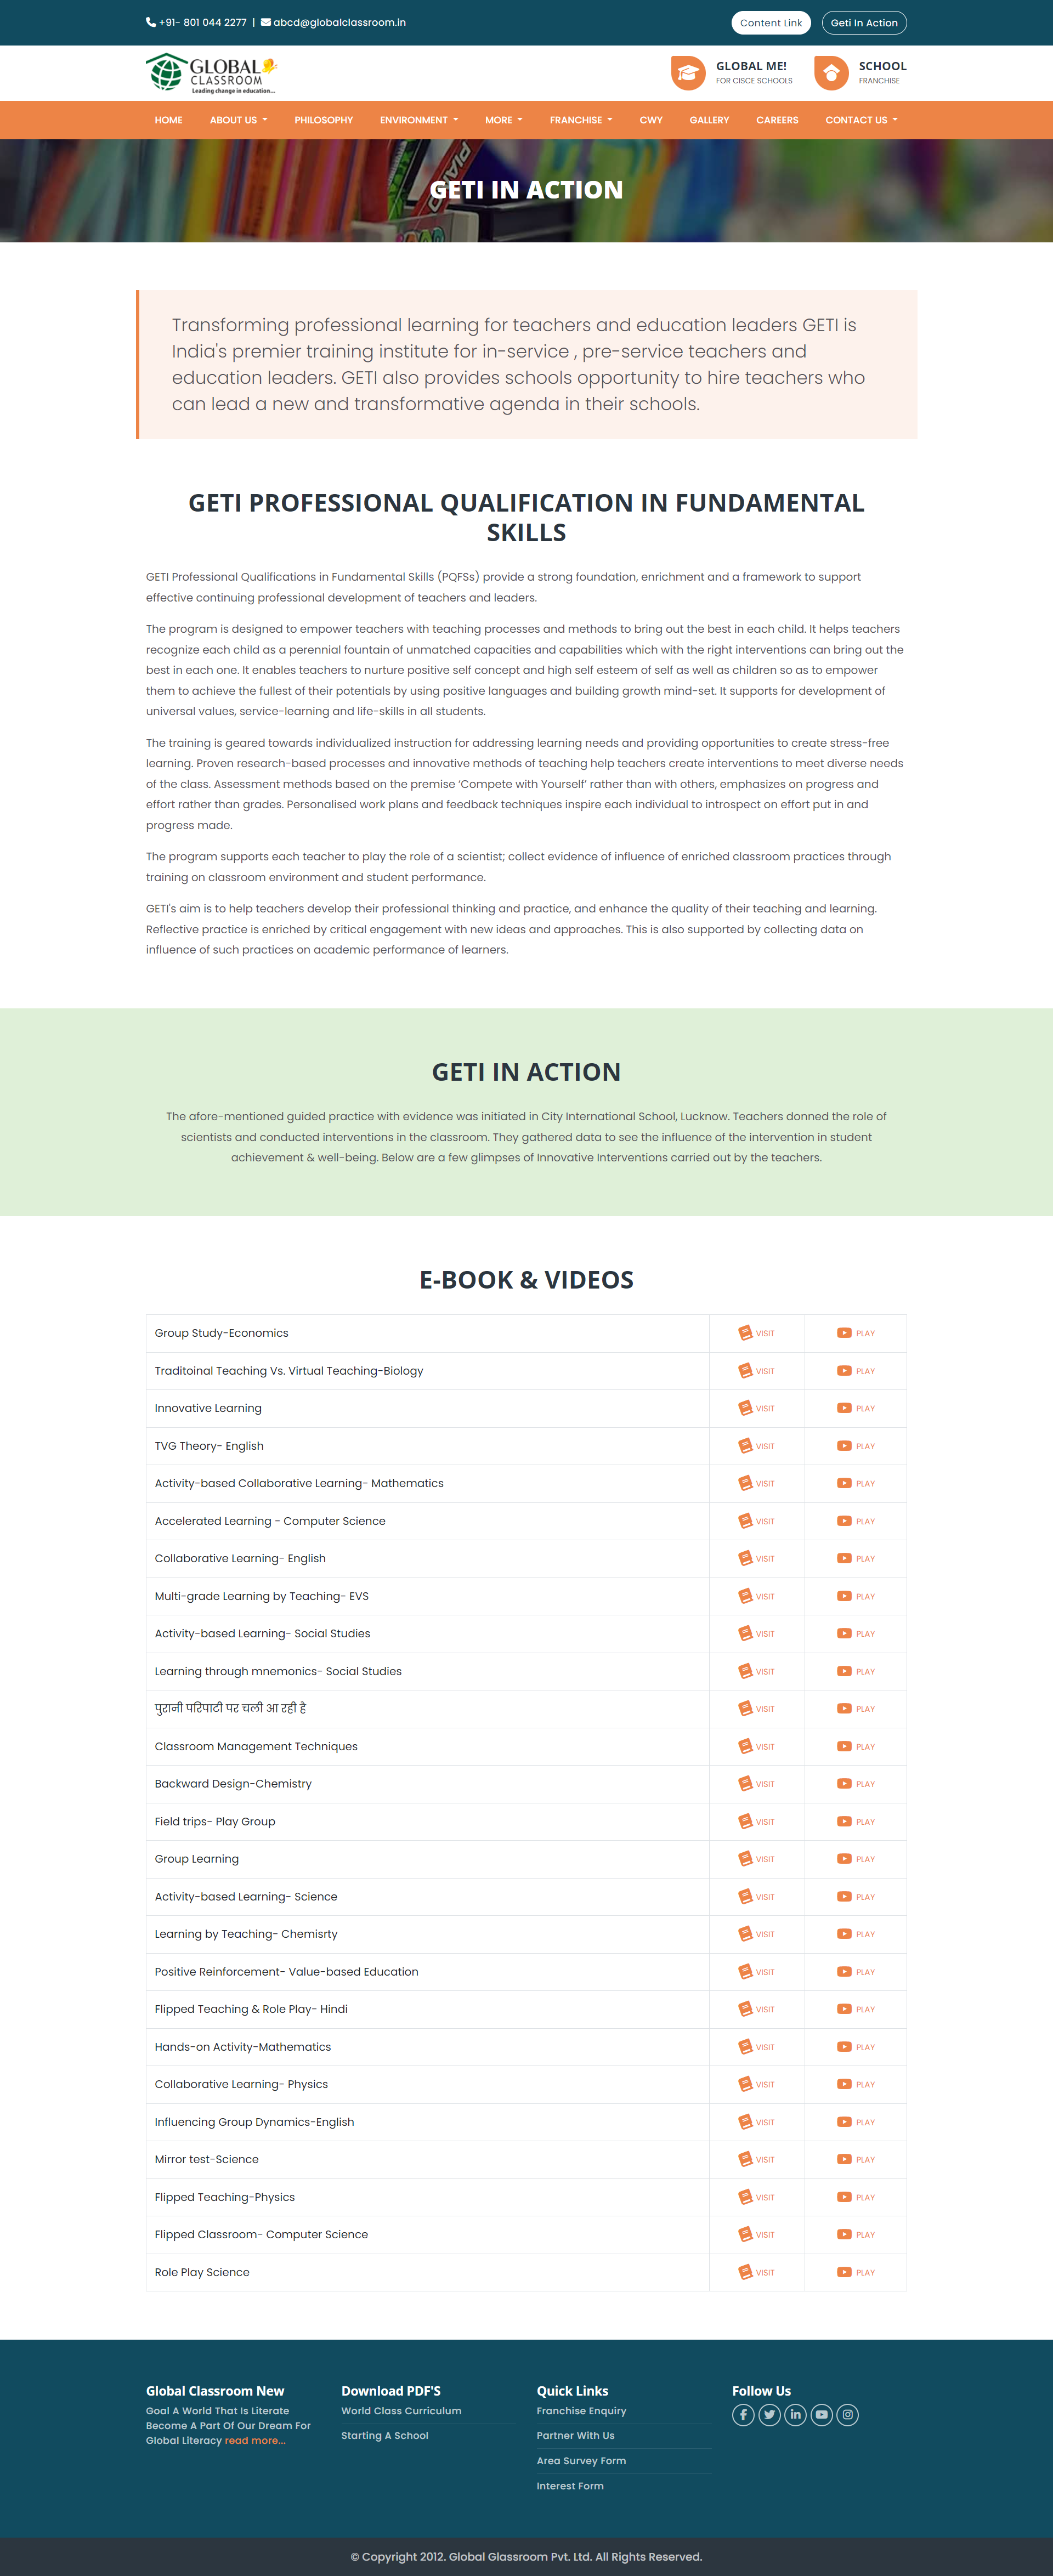 +91- 801 044 2277 | abcd@globalclassroom.in
Content Link
Geti In Action
GLOBAL
CLASSROOM
Leading change in education...
GLOBAL ME!
FOR CISCE SCHOOLS
SCHOOL
FRANCHISE
HOME ABOUT US PHILOSOPHY ENVIRONMENT MORE FRANCHISE CWY GALLERY CAREERS CONTACT US
GETI IN ACTION
Transforming professional learning for teachers and education leaders GETI is
India's premier training institute for in-service , pre-service teachers and
education leaders. GETI also provides schools opportunity to hire teachers who
can lead a new and transformative agenda in their schools.
GETI PROFESSIONAL QUALIFICATION IN FUNDAMENTAL
SKILLS
GETI Professional Qualifications in Fundamental Skills (PQFSs) provide a strong foundation, enrichment and a framework to support
effective continuing professional development of teachers and leaders.
The program is designed to empower teachers with teaching processes and methods to bring out the best in each child. It helps teachers
recognize each child as a perennial fountain of unmatched capacities and capabilities which with the right interventions can bring out the
best in each one. It enables teachers to nurture positive self concept and high self esteem of self as well as children so as to empower
them to achieve the fullest of their potentials by using positive languages and building growth mind-set. It supports for development of
universal values, service-learning and life-skills in all students.
The training is geared towards individualized instruction for addressing learning needs and providing opportunities to create stress-free
learning. Proven research-based processes and innovative methods of teaching help teachers create interventions to meet diverse needs
of the class. Assessment methods based on the premise ‘Compete with Yourself’ rather than with others, emphasizes on progress and
effort rather than grades. Personalised work plans and feedback techniques inspire each individual to introspect on effort put in and
progress made.
The program supports each teacher to play the role of a scientist; collect evidence of influence of enriched classroom practices through
training on classroom environment and student performance.
GETI's aim is to help teachers develop their professional thinking and practice, and enhance the quality of their teaching and learning.
Reflective practice is enriched by critical engagement with new ideas and approaches. This is also supported by collecting data on
influence of such practices on academic performance of learners.
GETI IN ACTION
The afore-mentioned guided practice with evidence was initiated in City International School, Lucknow. Teachers donned the role of
scientists and conducted interventions in the classroom. They gathered data to see the influence of the intervention in student
achievement & well-being. Below are a few glimpses of Innovative Interventions carried out by the teachers.
E-BOOK & VIDEOS
Group Study-Economics VISIT PLAY
Traditoinal Teaching Vs. Virtual Teaching-Biology VISIT PLAY
Innovative Learning VISIT PLAY
TVG Theory- English VISIT PLAY
Activity-based Collaborative Learning- Mathematics VISIT PLAY
Accelerated Learning - Computer Science VISIT PLAY
Collaborative Learning- English VISIT PLAY
Multi-grade Learning by Teaching- EVS VISIT PLAY
Activity-based Learning- Social Studies VISIT PLAY
Learning through mnemonics- Social Studies VISIT PLAY
पुरानी परिपाटी पर चली आ रही है VISIT PLAY
Classroom Management Techniques VISIT PLAY
Backward Design-Chemistry VISIT PLAY
Field trips- Play Group VISIT PLAY
Group Learning VISIT PLAY
Activity-based Learning- Science VISIT PLAY
Learning by Teaching- Chemisrty VISIT PLAY
Positive Reinforcement- Value-based Education VISIT PLAY
Flipped Teaching & Role Play- Hindi VISIT PLAY
Hands-on Activity-Mathematics VISIT PLAY
Collaborative Learning- Physics VISIT PLAY
Influencing Group Dynamics-English VISIT PLAY
Mirror test-Science VISIT PLAY
Flipped Teaching-Physics VISIT PLAY
Flipped Classroom- Computer Science VISIT PLAY
Role Play Science VISIT PLAY
Global Classroom New
Goal A World That Is Literate
Become A Part Of Our Dream For
Global Literacy read more...
Download PDF'S
World Class Curriculum
Starting A School
Quick Links
Franchise Enquiry
Partner With Us
Area Survey Form
Interest Form
Follow Us
© Copyright 2012. Global Glassroom Pvt. Ltd. All Rights Reserved.